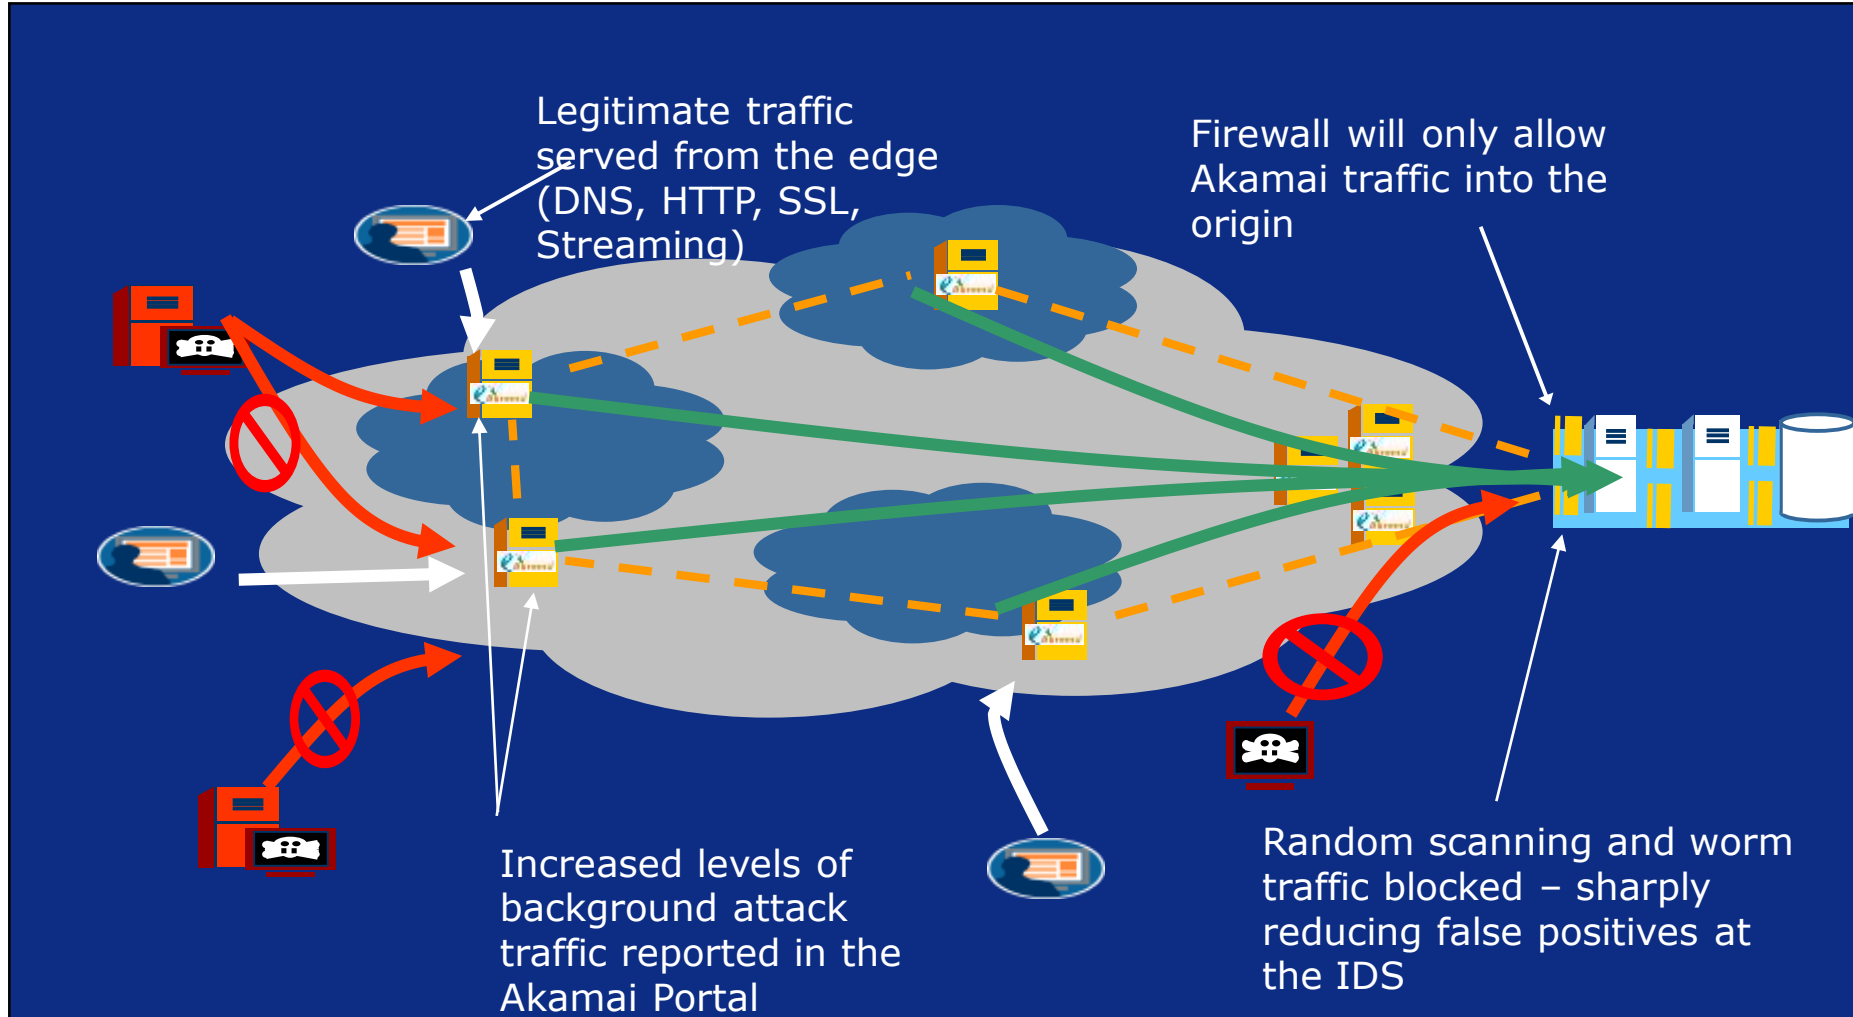 Legitimate traffic
served from the edge
(DNS, HTTP, SSL,
Streaming)
Firewall will only allow
Akamai traffic into the
origin
Increased levels of
background attack
traffic reported in the
Akamai Portal
Random scanning and worm
traffic blocked – sharply
reducing false positives at
the IDS